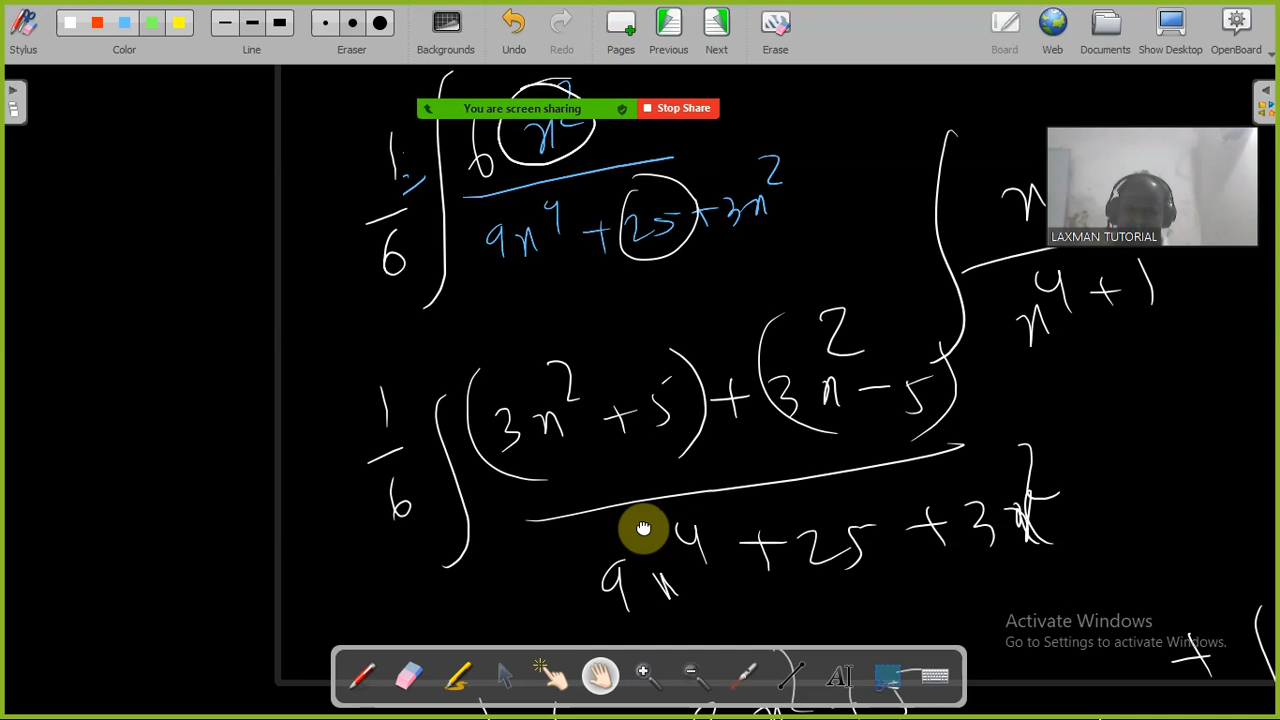 Stylus Color Line Eraser Backgrounds Undo Redo Pages Previous Next Erase Board Web Documents Show Desktop OpenBoard
You are screen sharing Stop Share
1/6 ∫ 6x² / (9x⁴ + 25 + 3x²)
LAXMAN TUTORIAL
x⁴ + 1
1/6 ∫ ((3x² + 5) + (3x² - 5)) / (9x⁴ + 25 + 3x²)
Activate Windows
Go to Settings to activate Windows.
+